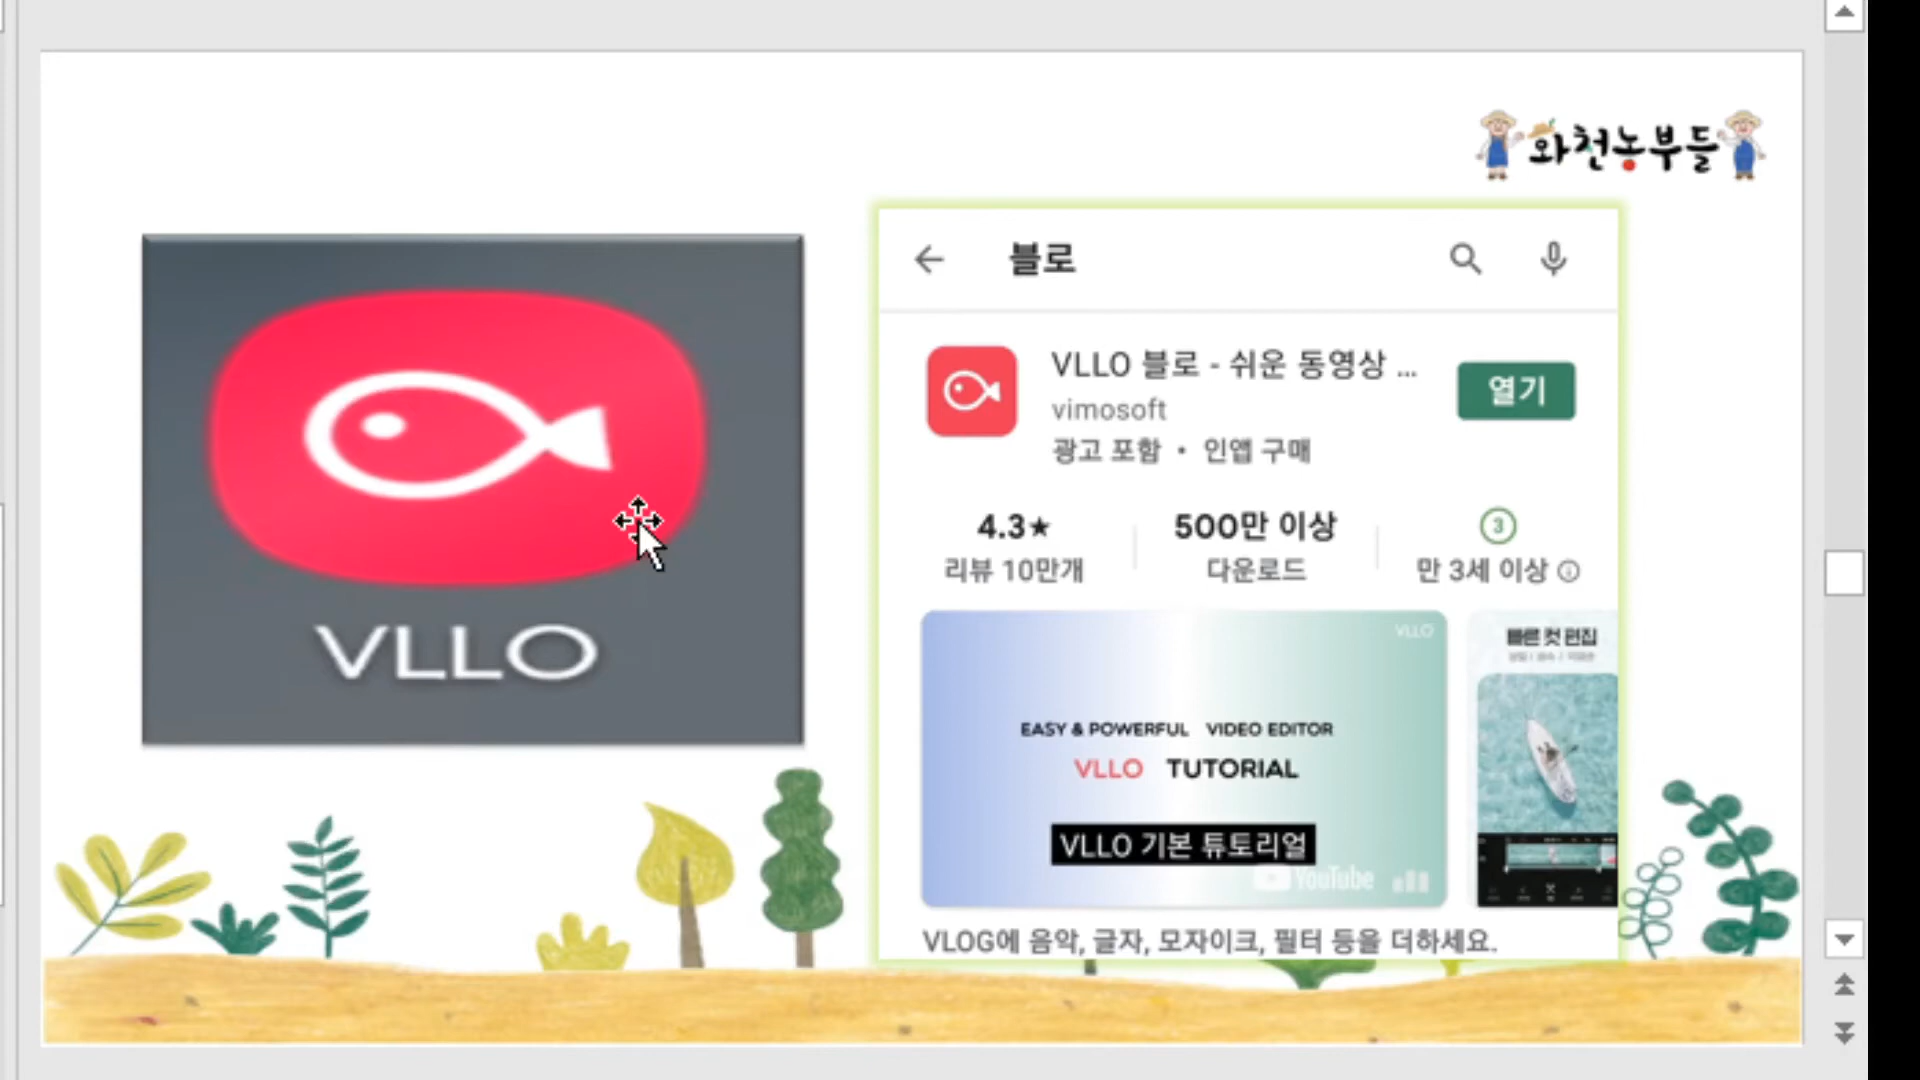 와천농부들
VLLO
블로
VLLO 블로 - 쉬운 동영상 ...
vimosoft
광고 포함 • 인앱 구매
열기
4.3★
리뷰 10만개
500만 이상
다운로드
3
만 3세 이상
VLLO
EASY & POWERFUL VIDEO EDITOR
VLLO TUTORIAL
VLLO 기본 튜토리얼
YouTube
빠른 컷 편집
VLOG에 음악, 글자, 모자이크, 필터 등을 더하세요.